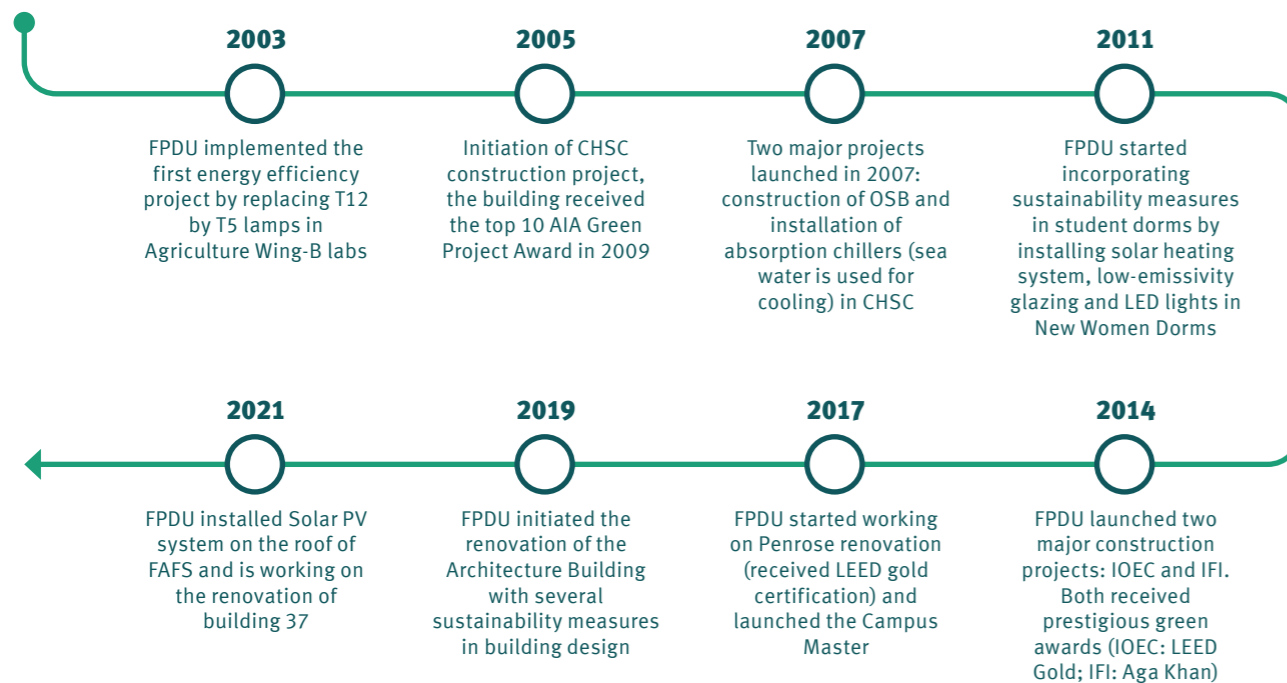 2003
FPDU implemented the
first energy efficiency
project by replacing T12
by T5 lamps in
Agriculture Wing-B labs
2005
Initiation of CHSC
construction project,
the building received
the top 10 AIA Green
Project Award in 2009
2007
Two major projects
launched in 2007:
construction of OSB and
installation of
absorption chillers (sea
water is used for
cooling) in CHSC
2011
FPDU started
incorporating
sustainability measures
in student dorms by
installing solar heating
system, low-emissivity
glazing and LED lights in
New Women Dorms
2014
FPDU launched two
major construction
projects: IOEC and IFI.
Both received
prestigious green
awards (IOEC: LEED
Gold; IFI: Aga Khan)
2017
FPDU started working
on Penrose renovation
(received LEED gold
certification) and
launched the Campus
Master
2019
FPDU initiated the
renovation of the
Architecture Building
with several
sustainability measures
in building design
2021
FPDU installed Solar PV
system on the roof of
FAFS and is working on
the renovation of
building 37